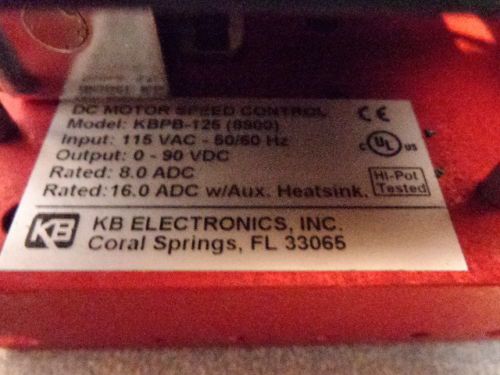 DC MOTOR SPEED CONTROL
Model: KBPB-125 (8900)
Input: 115 VAC - 50/60 Hz
Output: 0 - 90 VDC
Rated: 8.0 ADC
Rated: 16.0 ADC w/Aux. Heatsink.
CE
c UL us
Hi-Pot
Tested
KB
KB ELECTRONICS, INC.
Coral Springs, FL 33065